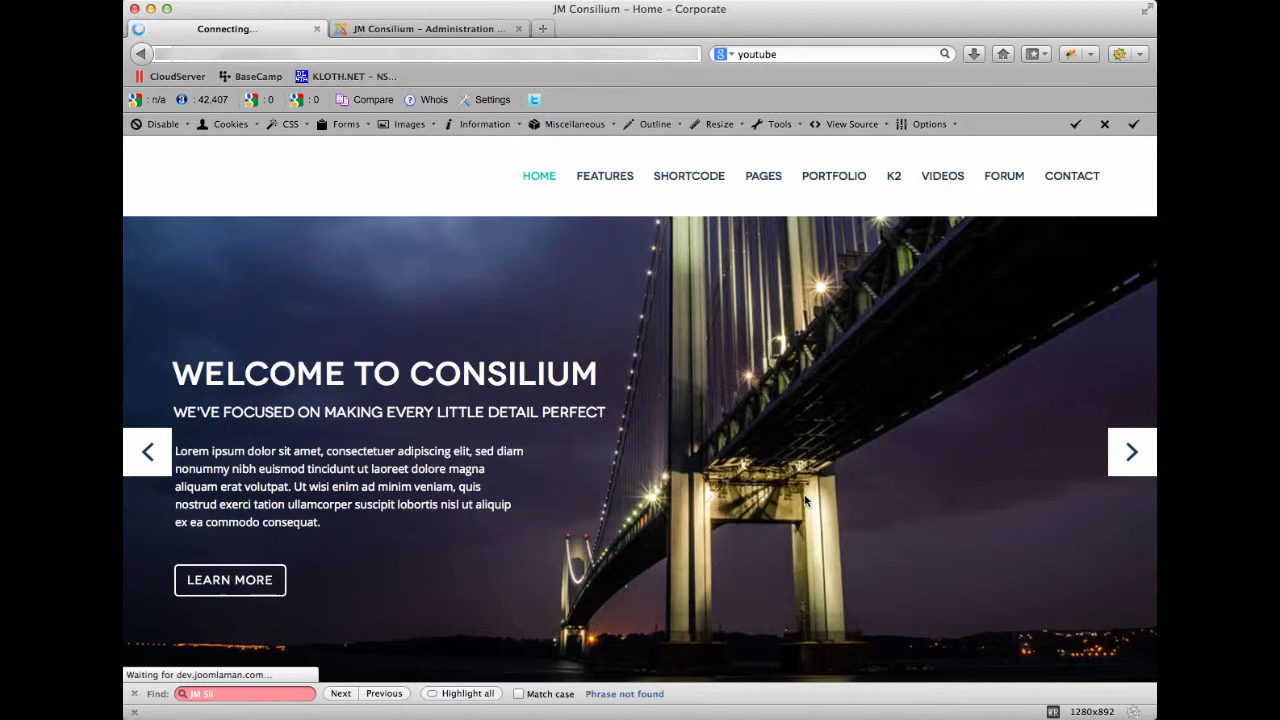 JM Consilium – Home – Corporate
Connecting...
JM Consilium – Administration ...
youtube
CloudServer BaseCamp KLOTH.NET – NS...
: n/a : 42,407 : 0 : 0 Compare Whois Settings
Disable Cookies CSS Forms Images Information Miscellaneous Outline Resize Tools View Source Options
HOME FEATURES SHORTCODE PAGES PORTFOLIO K2 VIDEOS FORUM CONTACT
WELCOME TO CONSILIUM
WE'VE FOCUSED ON MAKING EVERY LITTLE DETAIL PERFECT
Lorem ipsum dolor sit amet, consectetuer adipiscing elit, sed diam
nonummy nibh euismod tincidunt ut laoreet dolore magna
aliquam erat volutpat. Ut wisi enim ad minim veniam, quis
nostrud exerci tation ullamcorper suscipit lobortis nisl ut aliquip
ex ea commodo consequat.
LEARN MORE
Waiting for dev.joomlaman.com...
Find: JM Sli Next Previous Highlight all Match case Phrase not found
WR 1280x892